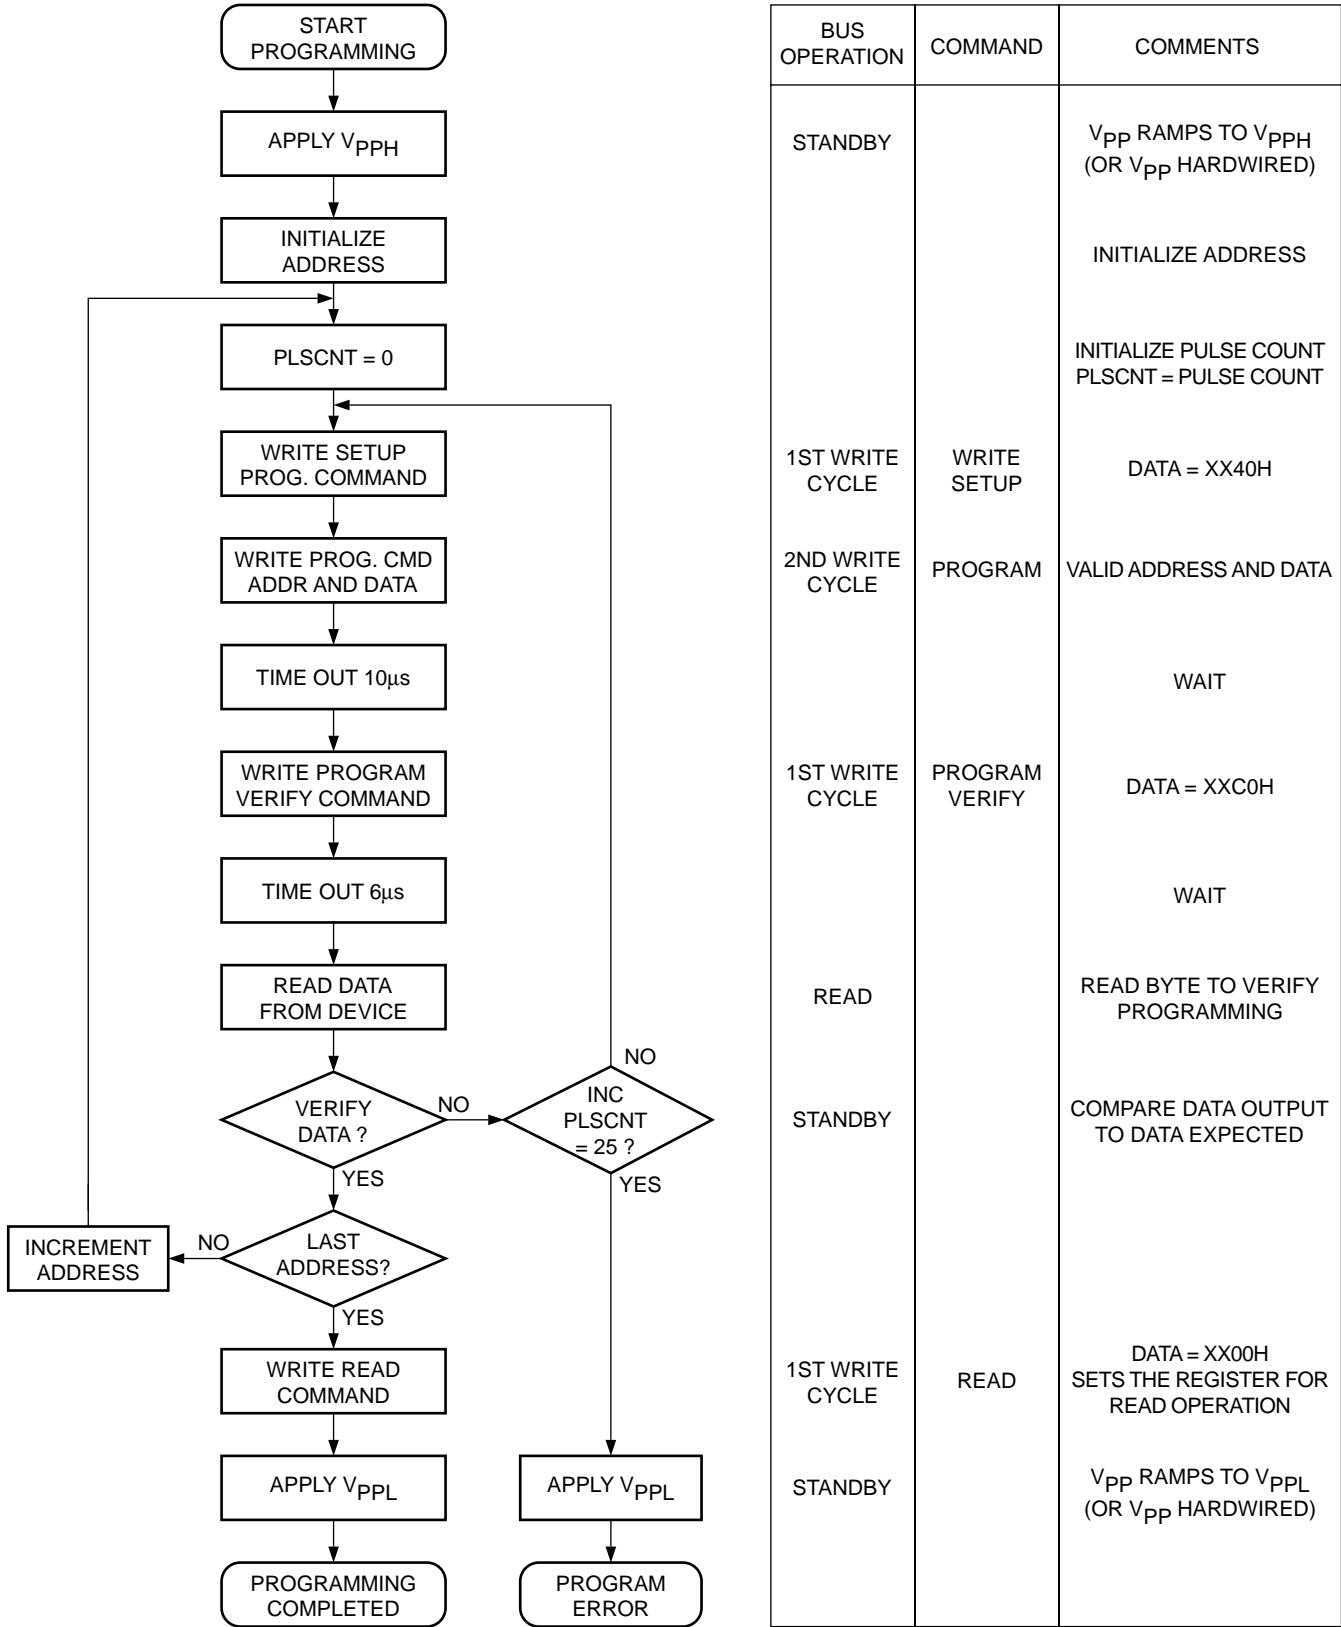 START
PROGRAMMING
APPLY VPPH
INITIALIZE
ADDRESS
PLSCNT = 0
WRITE SETUP
PROG. COMMAND
WRITE PROG. CMD
ADDR AND DATA
TIME OUT 10µs
WRITE PROGRAM
VERIFY COMMAND
TIME OUT 6µs
READ DATA
FROM DEVICE
VERIFY
DATA ?
NO
YES
INC
PLSCNT
= 25 ?
NO
YES
LAST
ADDRESS?
NO
YES
INCREMENT
ADDRESS
WRITE READ
COMMAND
APPLY VPPL
PROGRAMMING
COMPLETED
APPLY VPPL
PROGRAM
ERROR
BUS
OPERATION
COMMAND
COMMENTS
STANDBY
VPP RAMPS TO VPPH
(OR VPP HARDWIRED)
INITIALIZE ADDRESS
INITIALIZE PULSE COUNT
PLSCNT = PULSE COUNT
1ST WRITE
CYCLE
WRITE
SETUP
DATA = XX40H
2ND WRITE
CYCLE
PROGRAM
VALID ADDRESS AND DATA
WAIT
1ST WRITE
CYCLE
PROGRAM
VERIFY
DATA = XXC0H
WAIT
READ
READ BYTE TO VERIFY
PROGRAMMING
STANDBY
COMPARE DATA OUTPUT
TO DATA EXPECTED
1ST WRITE
CYCLE
READ
DATA = XX00H
SETS THE REGISTER FOR
READ OPERATION
STANDBY
VPP RAMPS TO VPPL
(OR VPP HARDWIRED)